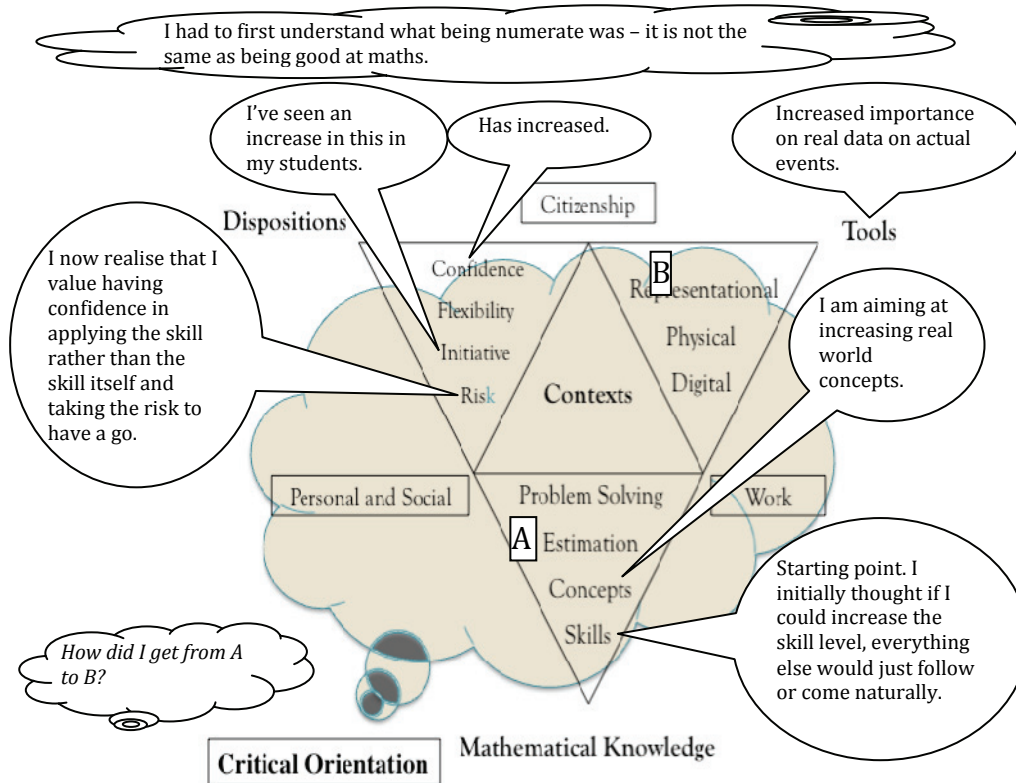 I had to first understand what being numerate was – it is not the
same as being good at maths.
I've seen an
increase in this in
my students.
Has increased.
Increased importance
on real data on actual
events.
Citizenship
Dispositions
Tools
I now realise that I
value having
confidence in
applying the skill
rather than the
skill itself and
taking the risk to
have a go.
Confidence
Flexibility
Initiative
Risk
Contexts
B
Representational
Physical
Digital
I am aiming at
increasing real
world
concepts.
Personal and Social
Problem Solving
Work
A
Estimation
Concepts
Skills
Starting point. I
initially thought if I
could increase the
skill level, everything
else would just follow
or come naturally.
How did I get from A
to B?
Critical Orientation
Mathematical Knowledge